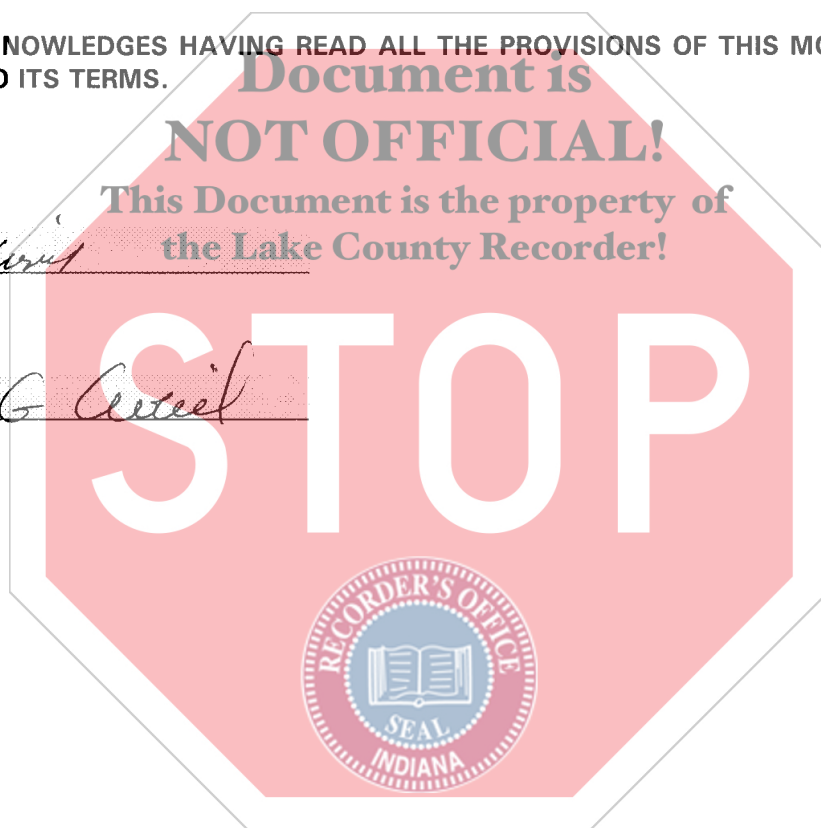 NOWLEDGES HAVING READ ALL THE PROVISIONS OF THIS MO
ITS TERMS.
Document is
NOT OFFICIAL!
This Document is the property of
the Lake County Recorder!
G
STOP
RECORDER'S OFFICE
SEAL
INDIANA